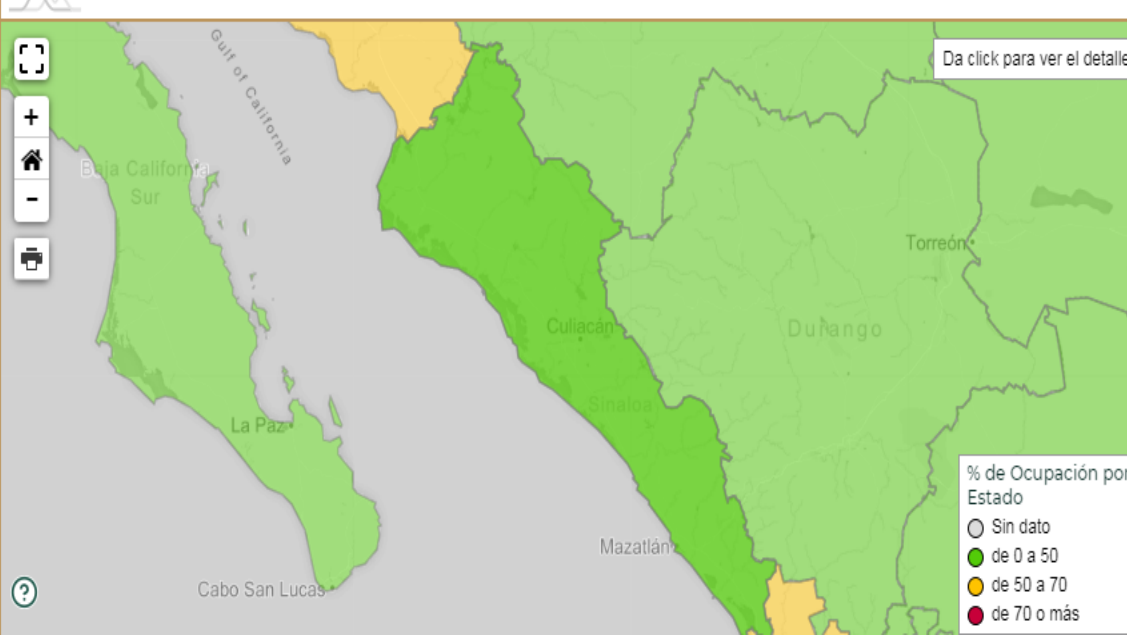 Gulf of California
Da click para ver el detalle
+
-
Baja California
Sur
Torreón
Culiacán
Durango
Sinaloa
La Paz
% de Ocupación por
Estado
Sin dato
de 0 a 50
Mazatlán
de 50 a 70
Cabo San Lucas
?
de 70 o más